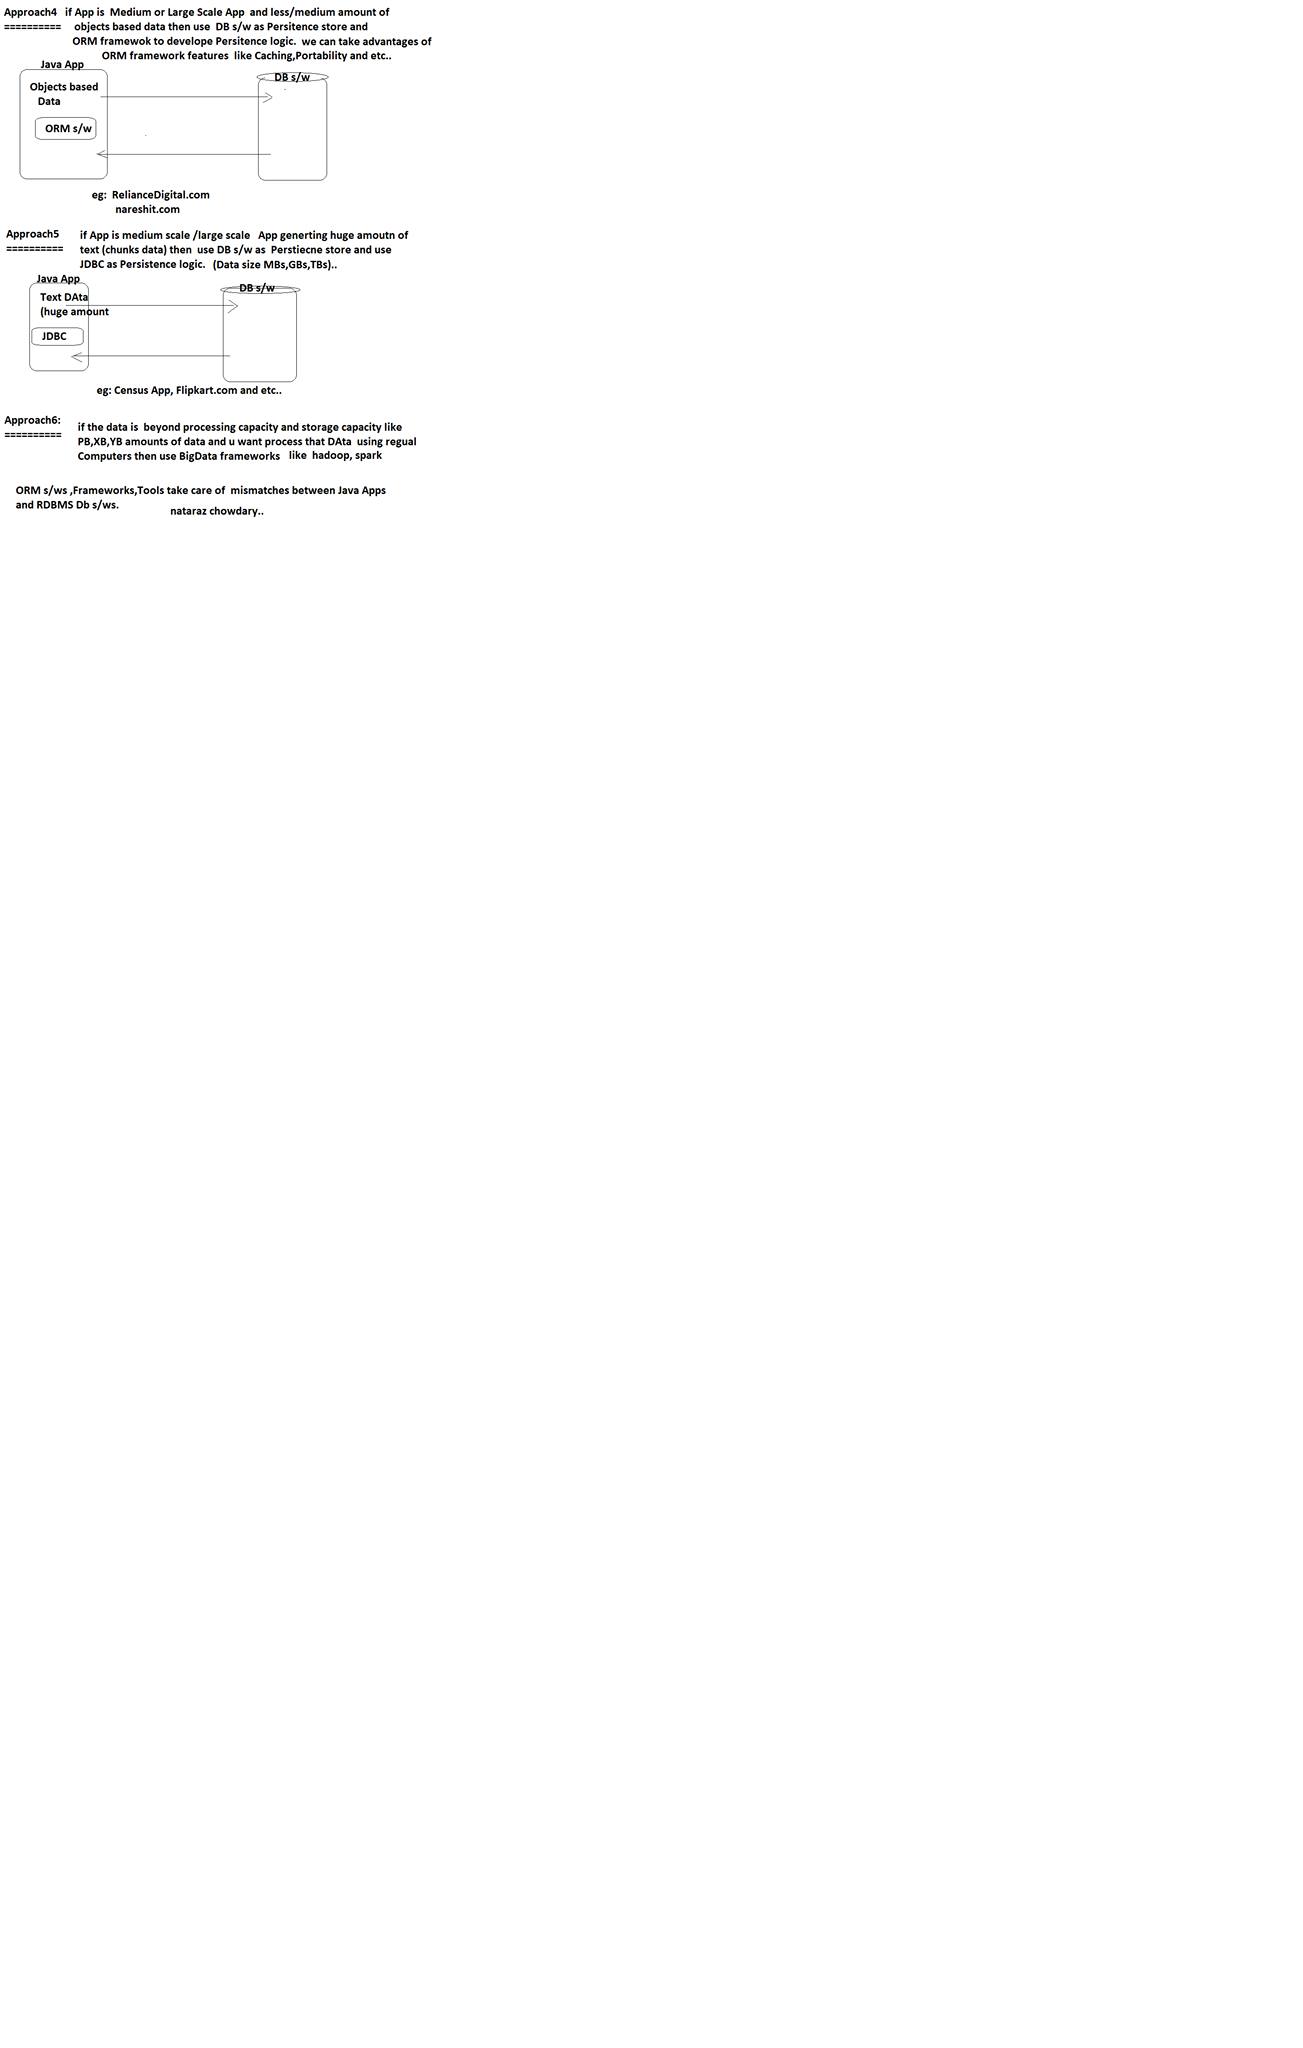 Approach4 if App is Medium or Large Scale App and less/medium amount of
========== objects based data then use DB s/w as Persitence store and
ORM framewok to develope Persitence logic. we can take advantages of
ORM framework features like Caching,Portability and etc..
Java App
DB s/w
Objects based
Data
ORM s/w
eg: RelianceDigital.com
nareshit.com
Approach5 if App is medium scale /large scale App generting huge amoutn of
========== text (chunks data) then use DB s/w as Perstiecne store and use
JDBC as Persistence logic. (Data size MBs,GBs,TBs)..
Java App
DB s/w
Text DAta
(huge amount
JDBC
eg: Census App, Flipkart.com and etc..
Approach6:
if the data is beyond processing capacity and storage capacity like
==========
PB,XB,YB amounts of data and u want process that DAta using regual
Computers then use BigData frameworks like hadoop, spark
ORM s/ws ,Frameworks,Tools take care of mismatches between Java Apps
and RDBMS Db s/ws.
nataraz chowdary..